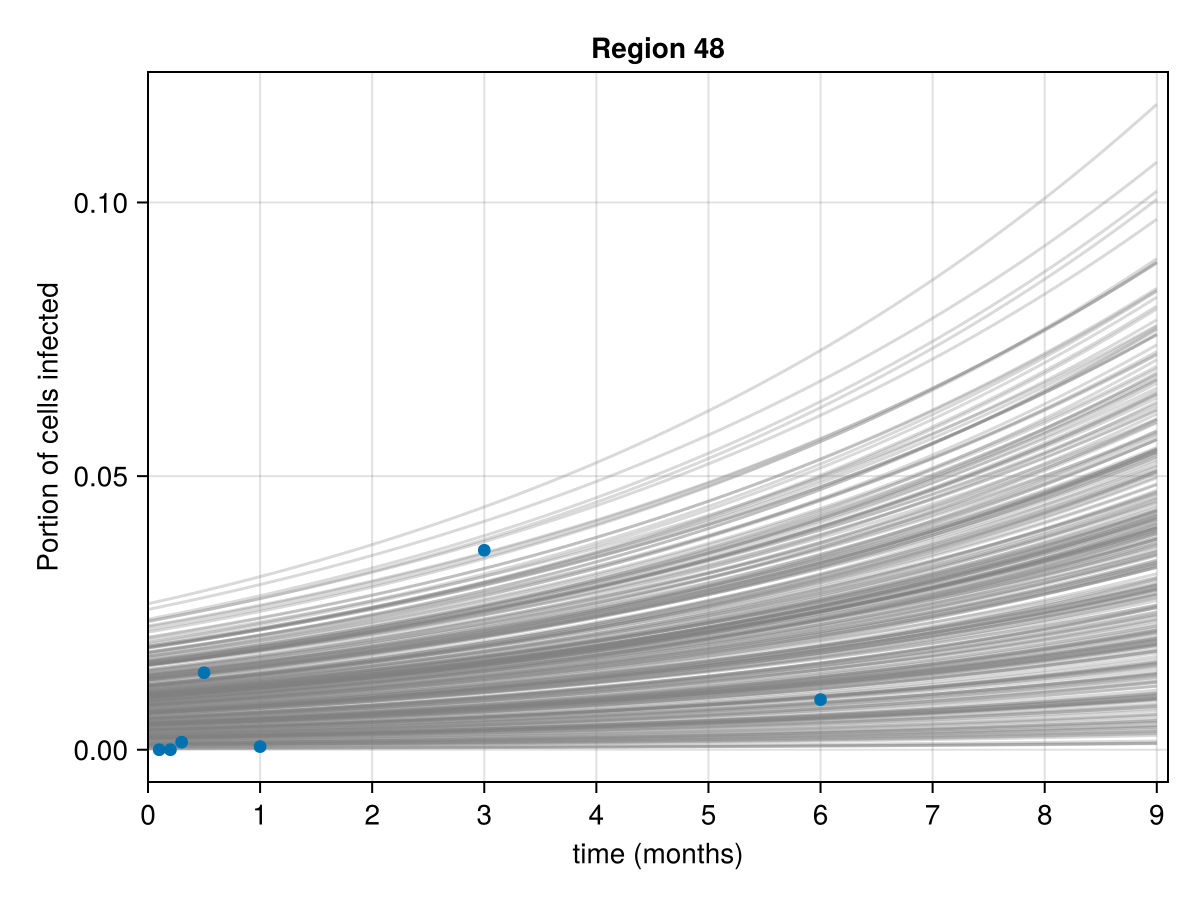 Region 48
Portion of cells infected
0.10
0.05
0.00
0 1 2 3 4 5 6 7 8 9
time (months)